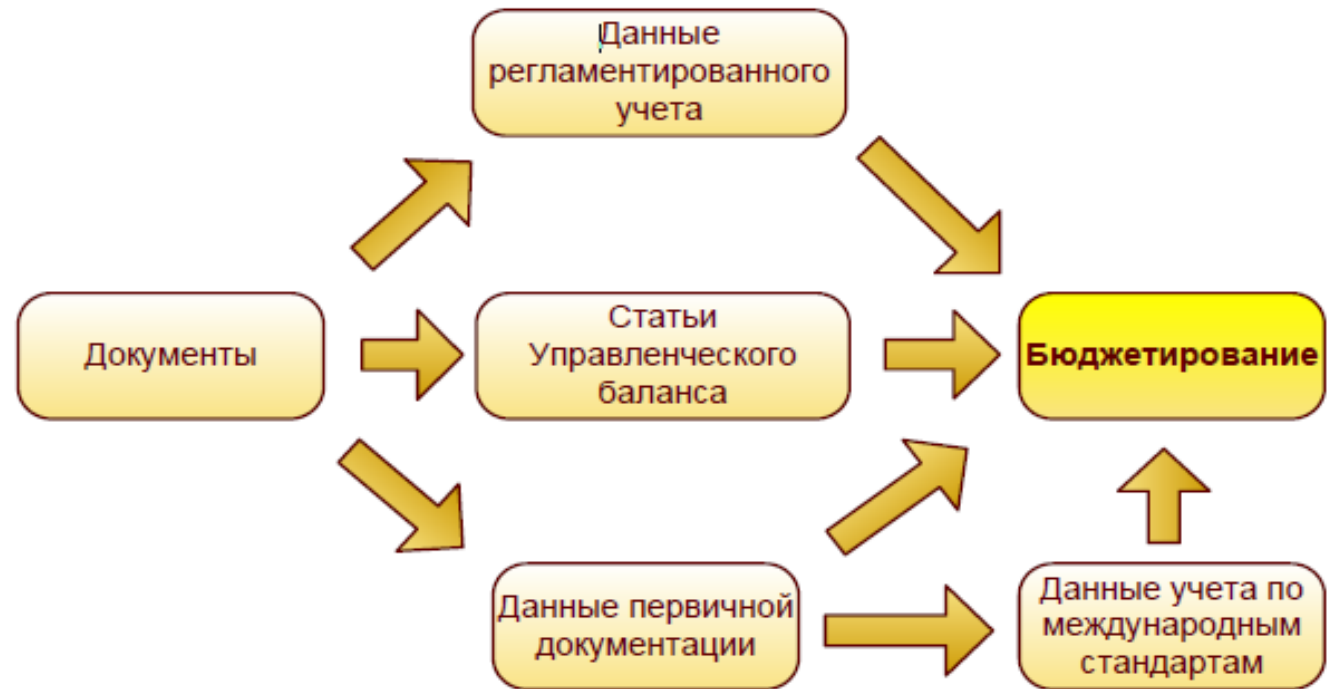 Данные
регламентированного
учета
Документы
Статьи
Управленческого
баланса
Бюджетирование
Данные первичной
документации
Данные учета по
международным
стандартам